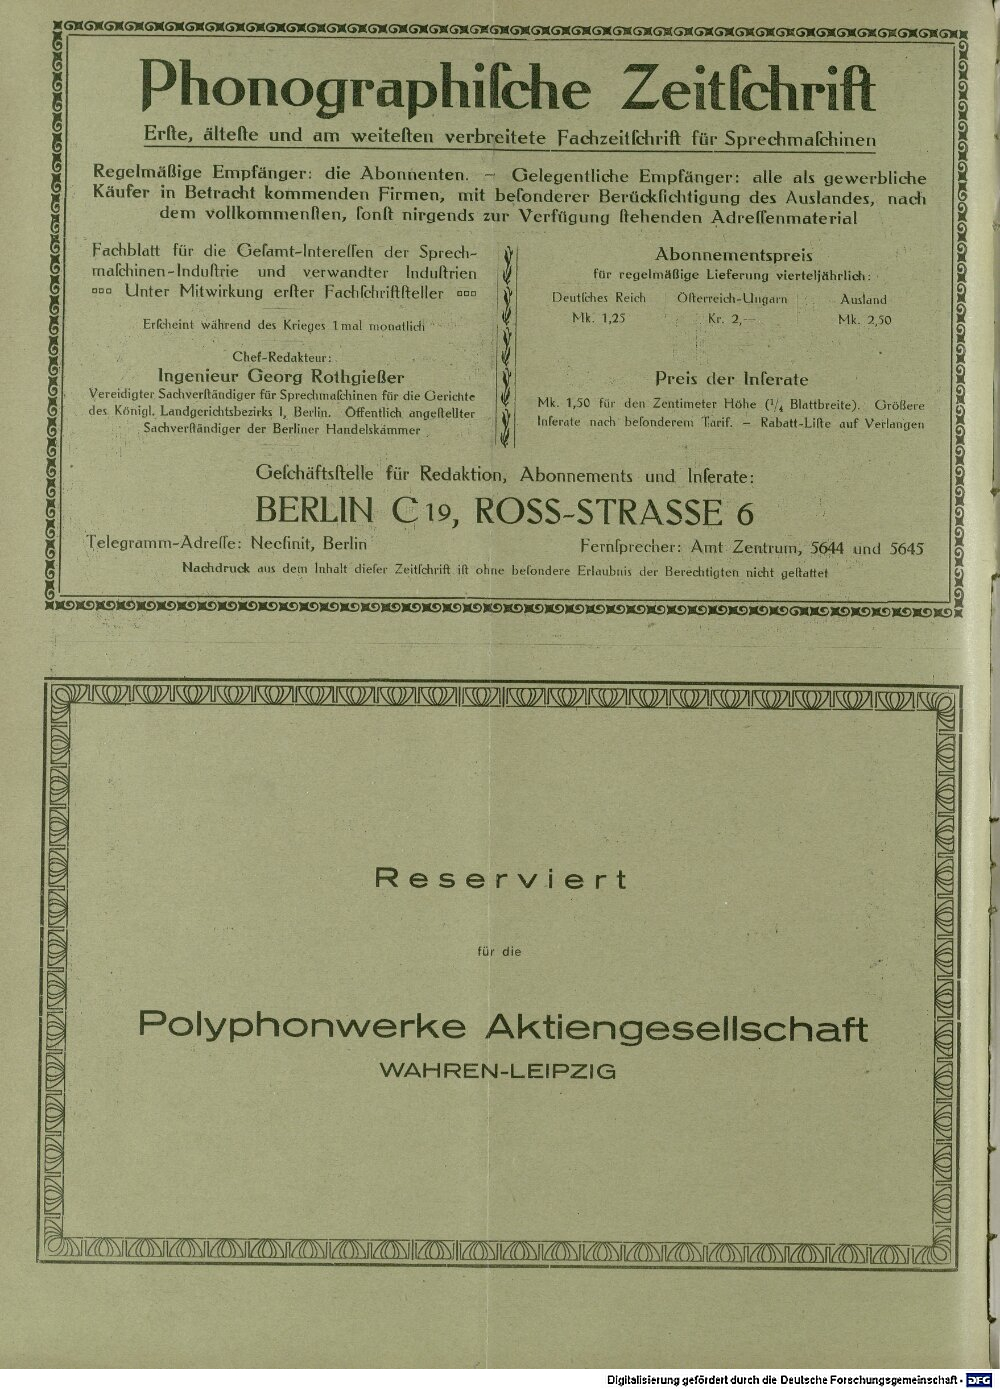 Phonographiſche Zeitſchrift
Erſte, älteſte und am weiteſten verbreitete Fachzeitſchrift für Sprechmaſchinen
Regelmäßige Empfänger: die Abonnenten. – Gelegentliche Empfänger: alle als gewerbliche
Käufer in Betracht kommenden Firmen, mit beſonderer Berückſichtigung des Auslandes, nach
dem vollkommenſten, ſonſt nirgends zur Verfügung ſtehenden Adreſſenmaterial
Fachblatt für die Geſamt-Intereſſen der Sprech-
maſchinen-Induſtrie und verwandter Induſtrien
▫▫▫ Unter Mitwirkung erſter Fachſchriftſteller ▫▫▫
Erſcheint während des Krieges 1 mal monatlich
Chef-Redakteur:
Ingenieur Georg Rothgießer
Vereidigter Sachverſtändiger für Sprechmaſchinen für die Gerichte
des Königl. Landgerichtsbezirks I, Berlin. Öffentlich angeſtellter
Sachverſtändiger der Berliner Handelskammer
Abonnementspreis
für regelmäßige Lieferung vierteljährlich:
Deutſches Reich Öſterreich-Ungarn Ausland
Mk. 1,25 Kr. 2,— Mk. 2,50
Preis der Inſerate
Mk. 1,50 für den Zentimeter Höhe (¹/₄ Blattbreite). Größere
Inſerate nach beſonderem Tarif. – Rabatt-Liſte auf Verlangen
Geſchäftsſtelle für Redaktion, Abonnements und Inſerate:
BERLIN C 19, ROSS-STRASSE 6
Telegramm-Adreſſe: Necſinit, Berlin Fernſprecher: Amt Zentrum, 5644 und 5645
Nachdruck aus dem Inhalt dieſer Zeitſchrift iſt ohne beſondere Erlaubnis der Berechtigten nicht geſtattet
Reserviert
für die
Polyphonwerke Aktiengesellschaft
WAHREN-LEIPZIG
Digitalisierung gefördert durch die Deutsche Forschungsgemeinschaft - DFG